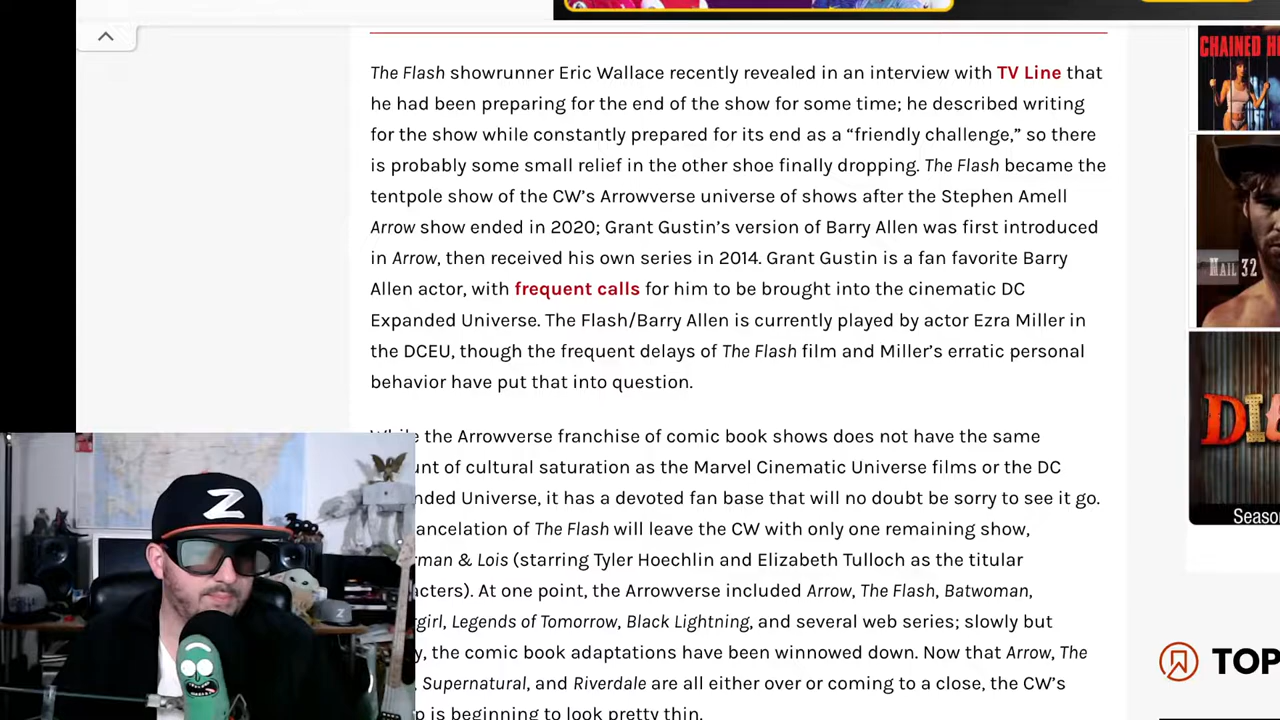 The Flash showrunner Eric Wallace recently revealed in an interview with TV Line that
he had been preparing for the end of the show for some time; he described writing
for the show while constantly prepared for its end as a “friendly challenge,” so there
is probably some small relief in the other shoe finally dropping. The Flash became the
tentpole show of the CW’s Arrowverse universe of shows after the Stephen Amell
Arrow show ended in 2020; Grant Gustin’s version of Barry Allen was first introduced
in Arrow, then received his own series in 2014. Grant Gustin is a fan favorite Barry
Allen actor, with frequent calls for him to be brought into the cinematic DC
Expanded Universe. The Flash/Barry Allen is currently played by actor Ezra Miller in
the DCEU, though the frequent delays of The Flash film and Miller’s erratic personal
behavior have put that into question.
the Arrowverse franchise of comic book shows does not have the same
of cultural saturation as the Marvel Cinematic Universe films or the DC
Universe, it has a devoted fan base that will no doubt be sorry to see it go.
of The Flash will leave the CW with only one remaining show,
& Lois (starring Tyler Hoechlin and Elizabeth Tulloch as the titular
At one point, the Arrowverse included Arrow, The Flash, Batwoman,
Legends of Tomorrow, Black Lightning, and several web series; slowly but
the comic book adaptations have been winnowed down. Now that Arrow, The
Supernatural, and Riverdale are all either over or coming to a close, the CW’s
is beginning to look pretty thin.
CHAINED
NAIL 32
TOP
Z